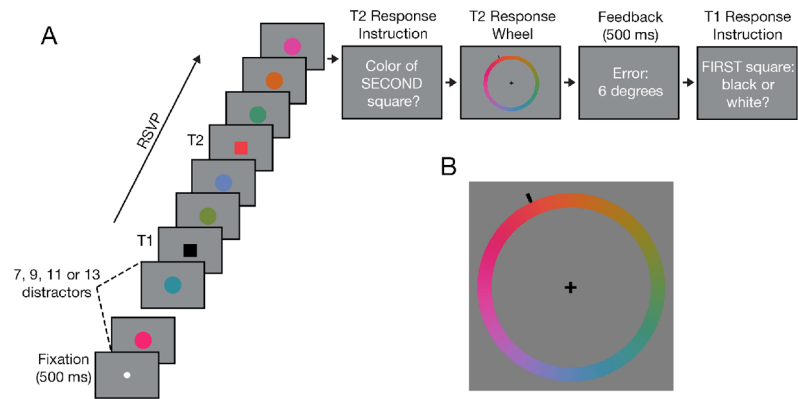 A
T2 Response
Instruction
T2 Response
Wheel
Feedback
(500 ms)
T1 Response
Instruction
Color of
SECOND
square?
Error:
6 degrees
FIRST square:
black or
white?
RSVP
T2
T1
7, 9, 11 or 13
distractors
Fixation
(500 ms)
B